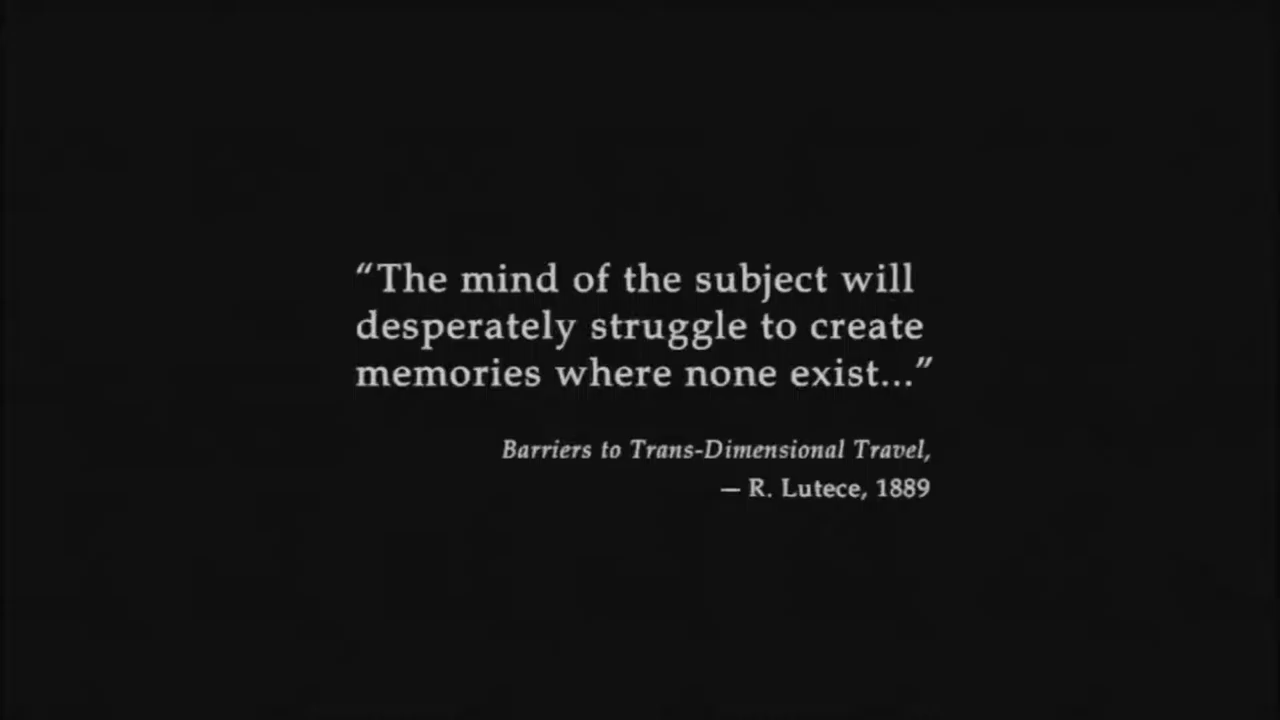 “The mind of the subject will
desperately struggle to create
memories where none exist...”
Barriers to Trans-Dimensional Travel,
— R. Lutece, 1889